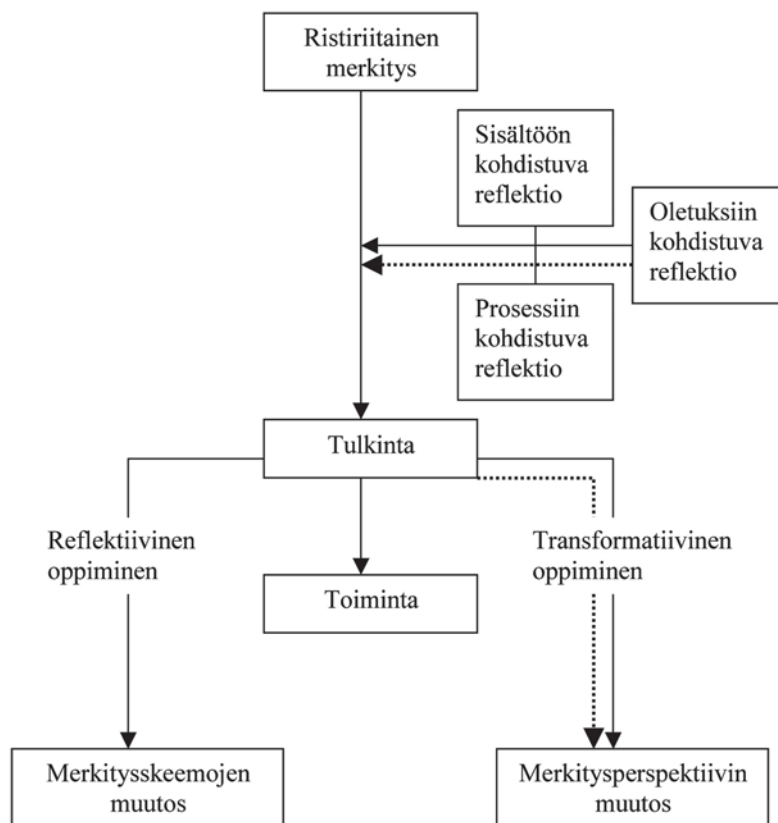 Ristiriitainen
merkitys
Sisältöön
kohdistuva
reflektio
Oletuksiin
kohdistuva
reflektio
Prosessiin
kohdistuva
reflektio
Tulkinta
Reflektiivinen
oppiminen
Transformatiivinen
oppiminen
Toiminta
Merkitysskeemojen
muutos
Merkitysperspektiivin
muutos